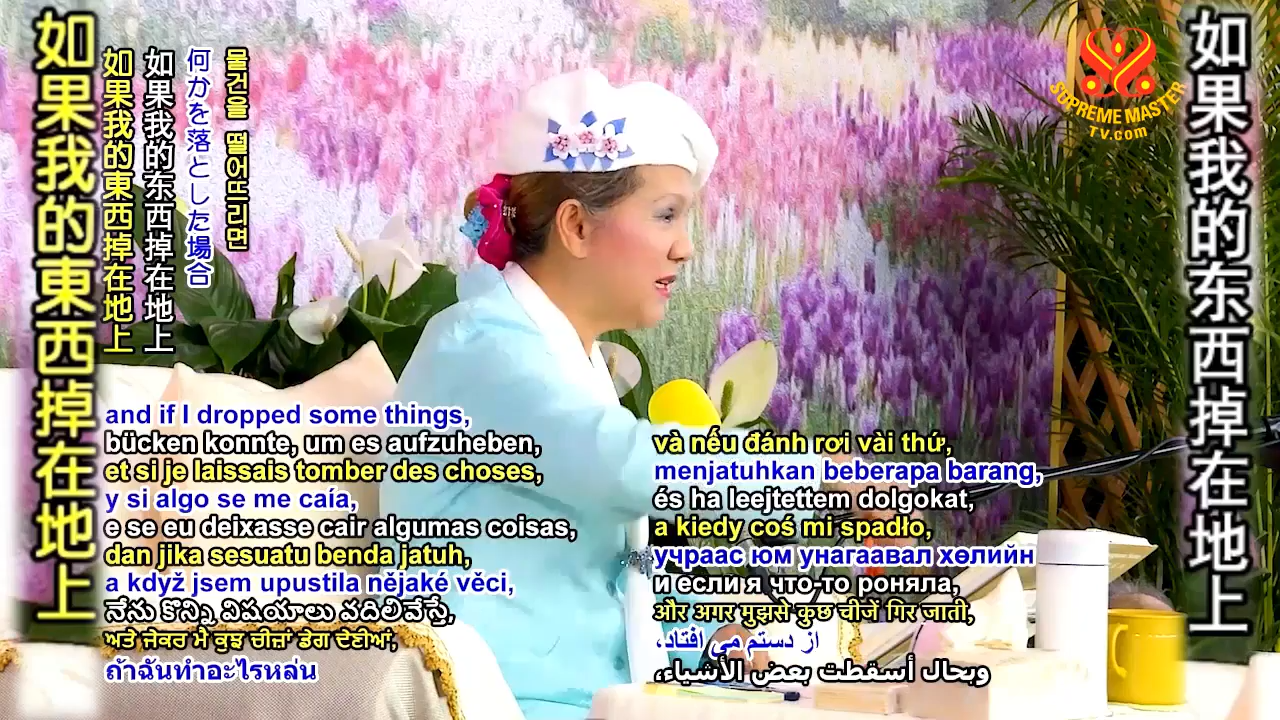 如果我的東西掉在地上
如果我的東西掉在地上
如果我的东西掉在地上
何かを落とした場合
물건을 떨어뜨리면
SUPREME MASTER
TV.com
如果我的东西掉在地上
and if I dropped some things,
bücken konnte, um es aufzuheben,
et si je laissais tomber des choses,
y si algo se me caía,
e se eu deixasse cair algumas coisas,
dan jika sesuatu benda jatuh,
a když jsem upustila nějaké věci,
నేను కొన్ని విషయాలు వదిలివేస్తే,
ਅਤੇ ਜੇਕਰ ਮੈਂ ਕੁਝ ਚੀਜ਼ਾਂ ਡੇਗ ਦੇਣੀਆਂ,
ถ้าฉันทำอะไรหล่น
và nếu đánh rơi vài thứ,
menjatuhkan beberapa barang,
és ha leejtettem dolgokat,
a kiedy coś mi spadło,
учраас юм унагаавал хөлийн
и если я что-то роняла,
और अगर मुझसे कुछ चीजें गिर जाती,
از دستم می افتاد،
وبحال أسقطت بعض الأشياء،